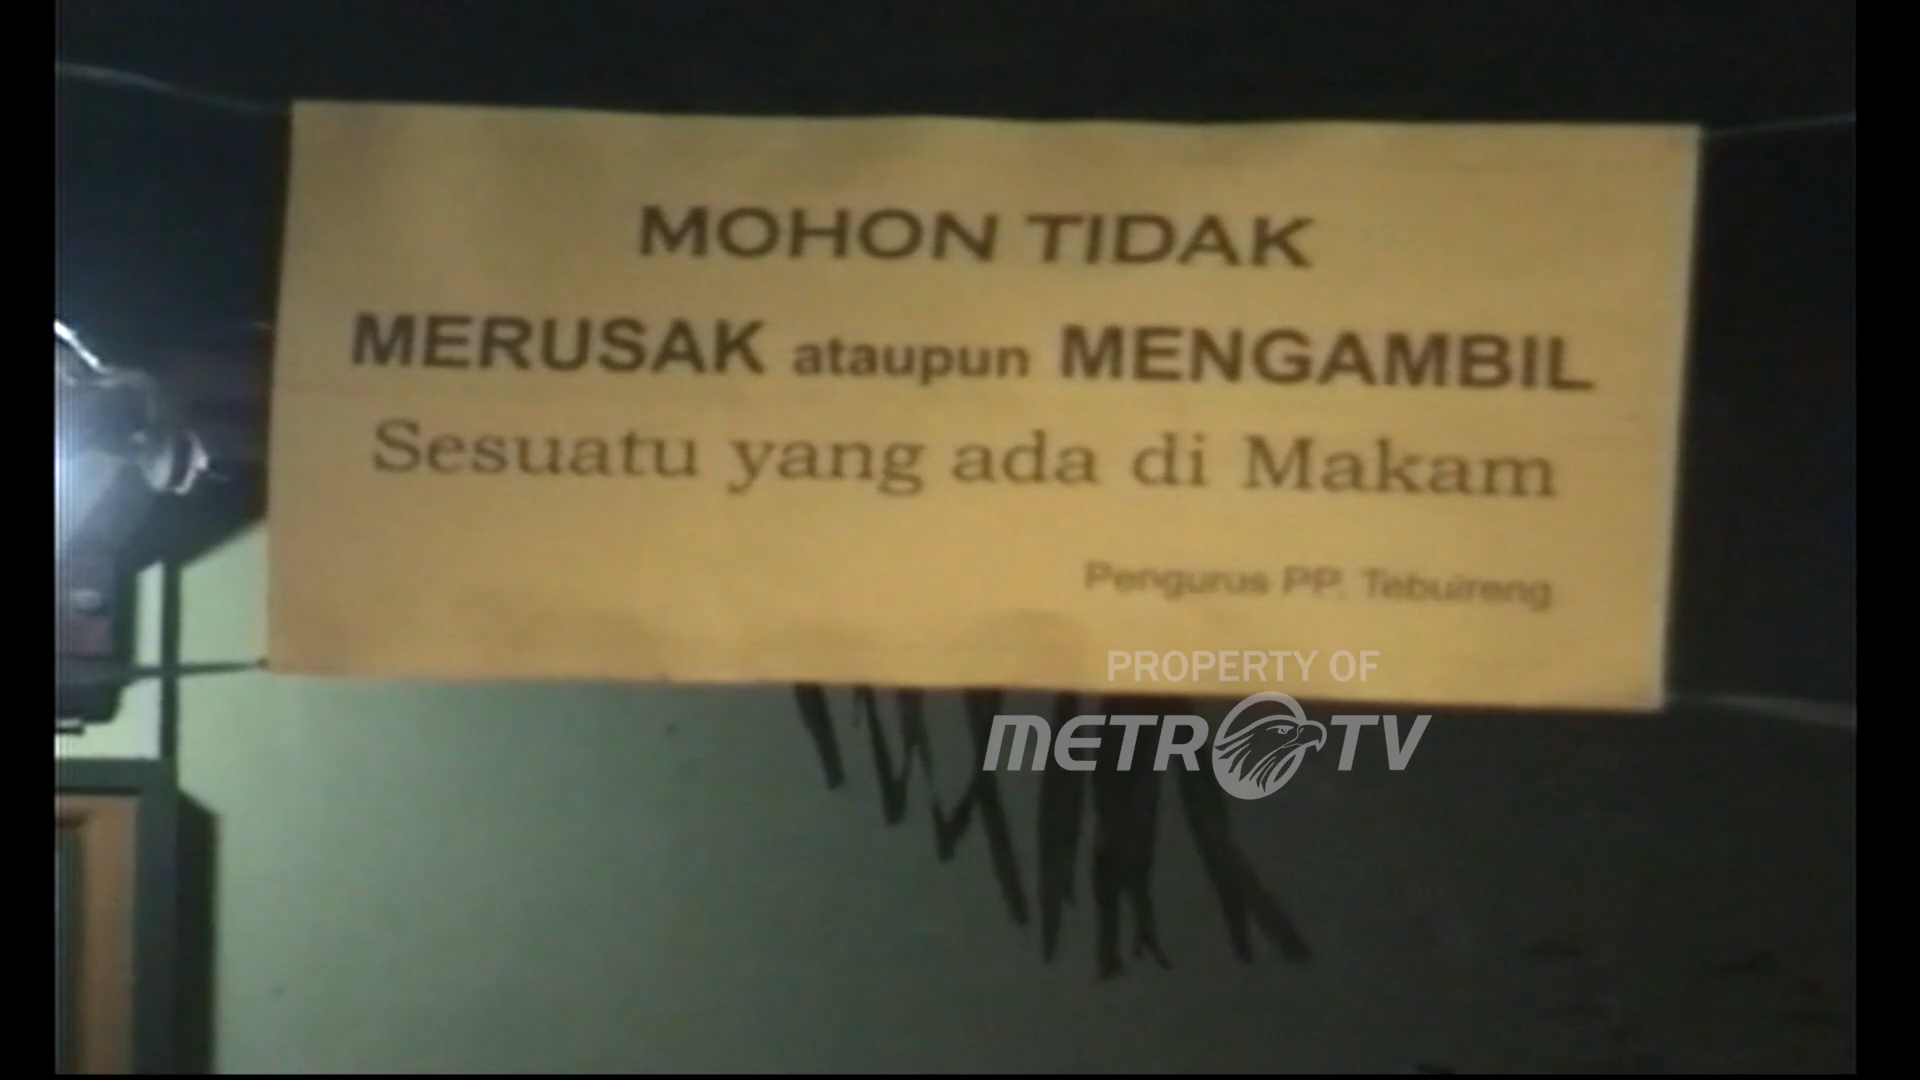 MOHON TIDAK
MERUSAK ataupun MENGAMBIL
Sesuatu yang ada di Makam
Pengurus PP. Tebuireng
PROPERTY OF
METRO TV